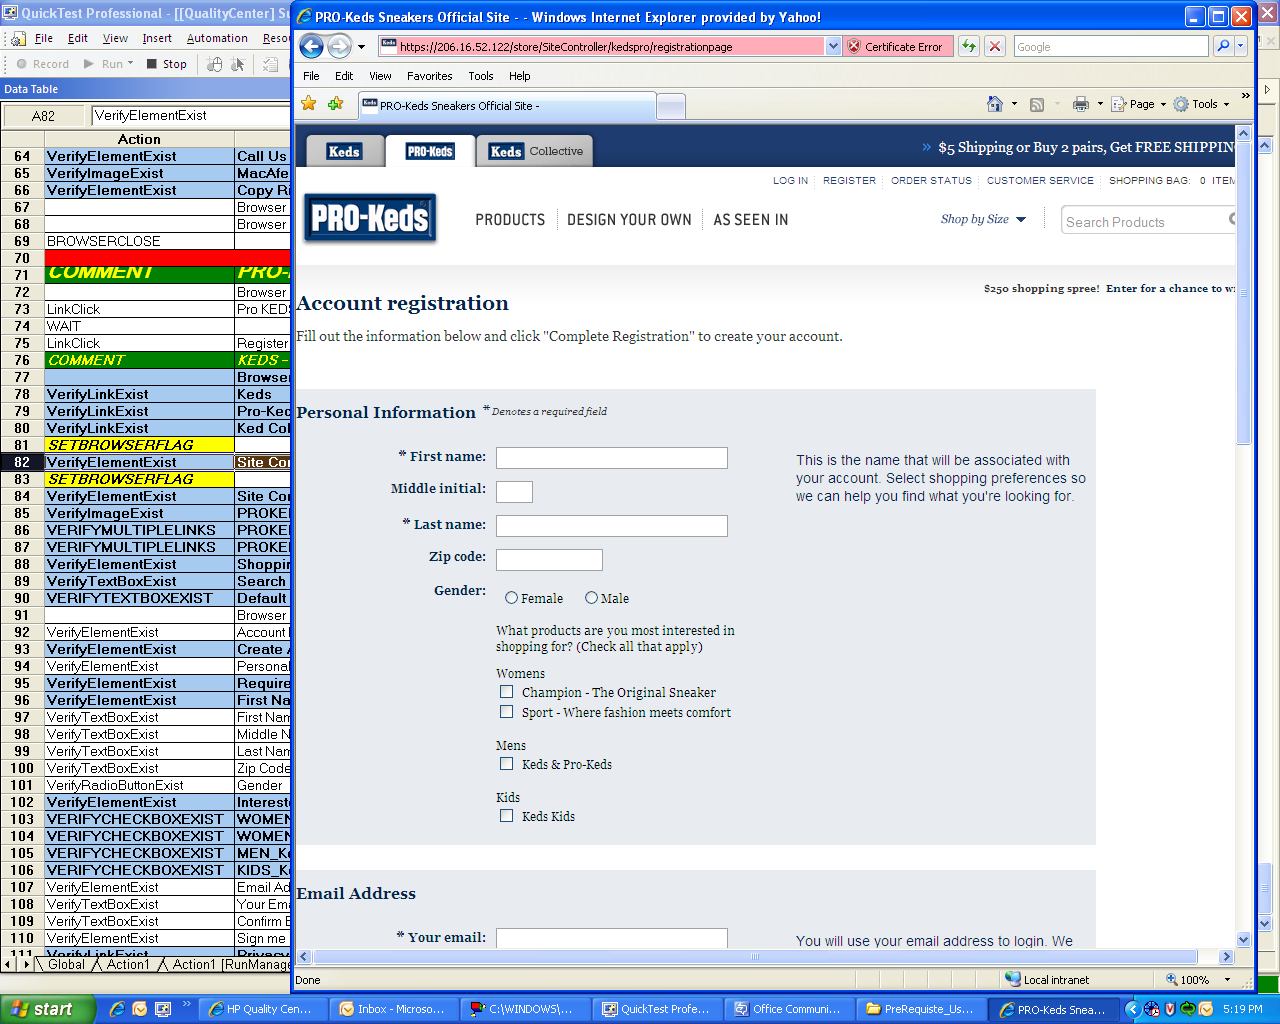 QuickTest Professional - [[QualityCenter] Su
File Edit View Insert Automation Resou
Record Run Stop
Data Table
A82 VerifyElementExist
Action
64 VerifyElementExist Call Us
65 VerifyImageExist MacAfe
66 VerifyElementExist Copy Ri
67 Browser
68 Browser
69 BROWSERCLOSE
70
71 COMMENT PRO-
72 Browser
73 LinkClick Pro KEDS
74 WAIT
75 LinkClick Register
76 COMMENT KEDS -
77 Browser
78 VerifyLinkExist Keds
79 VerifyLinkExist Pro-Ked
80 VerifyLinkExist Ked Col
81 SETBROWSERFLAG
82 VerifyElementExist Site Con
83 SETBROWSERFLAG
84 VerifyElementExist Site Con
85 VerifyImageExist PROKE
86 VERIFYMULTIPLELINKS PROKE
87 VERIFYMULTIPLELINKS PROKE
88 VerifyElementExist Shoppin
89 VerifyTextBoxExist Search
90 VERIFYTEXTBOXEXIST Default
91 Browser
92 VerifyElementExist Account
93 VerifyElementExist Create A
94 VerifyElementExist Personal
95 VerifyElementExist Require
96 VerifyElementExist First Na
97 VerifyTextBoxExist First Nam
98 VerifyTextBoxExist Middle N
99 VerifyTextBoxExist Last Nam
100 VerifyTextBoxExist Zip Code
101 VerifyRadioButtonExist Gender
102 VerifyElementExist Intereste
103 VERIFYCHECKBOXEXIST WOMEN
104 VERIFYCHECKBOXEXIST WOMEN
105 VERIFYCHECKBOXEXIST MEN_Ke
106 VERIFYCHECKBOXEXIST KIDS_Ke
107 VerifyElementExist Email Ad
108 VerifyTextBoxExist Your Ema
109 VerifyTextBoxExist Confirm E
110 VerifyElementExist Sign me
111 VerifyLinkExist Privacy
Global Action1 Action1 [RunManage
PRO-Keds Sneakers Official Site - - Windows Internet Explorer provided by Yahoo!
https://206.16.52.122/store/SiteController/kedspro/registrationpage Certificate Error Google
File Edit View Favorites Tools Help
PRO-Keds Sneakers Official Site - Page Tools
Keds PRO-Keds Keds Collective » $5 Shipping or Buy 2 pairs, Get FREE SHIPPIN
LOG IN REGISTER ORDER STATUS CUSTOMER SERVICE SHOPPING BAG: 0 ITEM
PRO-Keds PRODUCTS DESIGN YOUR OWN AS SEEN IN Shop by Size Search Products
$250 shopping spree! Enter for a chance to w
Account registration
Fill out the information below and click "Complete Registration" to create your account.
Personal Information * Denotes a required field
* First name:
Middle initial:
* Last name:
Zip code:
Gender: Female Male
This is the name that will be associated with
your account. Select shopping preferences so
we can help you find what you're looking for.
What products are you most interested in
shopping for? (Check all that apply)
Womens
Champion - The Original Sneaker
Sport - Where fashion meets comfort
Mens
Keds & Pro-Keds
Kids
Keds Kids
Email Address
* Your email:
You will use your email address to login. We
Done Local intranet 100%
start HP Quality Cen... Inbox - Microso... C:\WINDOWS\... QuickTest Profe... Office Communi... PreRequiste_Us... PRO-Keds Snea... 5:19 PM